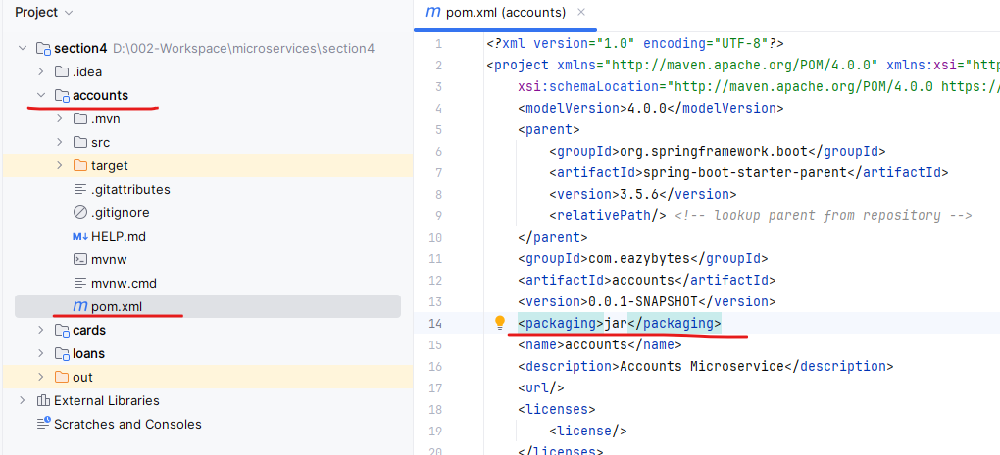 Project
section4 D:\002-Workspace\microservices\section4
.idea
accounts
.mvn
src
target
.gitattributes
.gitignore
M↓ HELP.md
mvnw
mvnw.cmd
m pom.xml
cards
loans
out
External Libraries
Scratches and Consoles
m pom.xml (accounts)
1 <?xml version="1.0" encoding="UTF-8"?>
2 <project xmlns="http://maven.apache.org/POM/4.0.0" xmlns:xsi="http
3 xsi:schemaLocation="http://maven.apache.org/POM/4.0.0 https:/
4 <modelVersion>4.0.0</modelVersion>
5 <parent>
6 <groupId>org.springframework.boot</groupId>
7 <artifactId>spring-boot-starter-parent</artifactId>
8 <version>3.5.6</version>
9 <relativePath/> <!-- lookup parent from repository -->
10 </parent>
11 <groupId>com.eazybytes</groupId>
12 <artifactId>accounts</artifactId>
13 <version>0.0.1-SNAPSHOT</version>
14 <packaging>jar</packaging>
15 <name>accounts</name>
16 <description>Accounts Microservice</description>
17 <url/>
18 <licenses>
19 <license/>
20 </licenses>